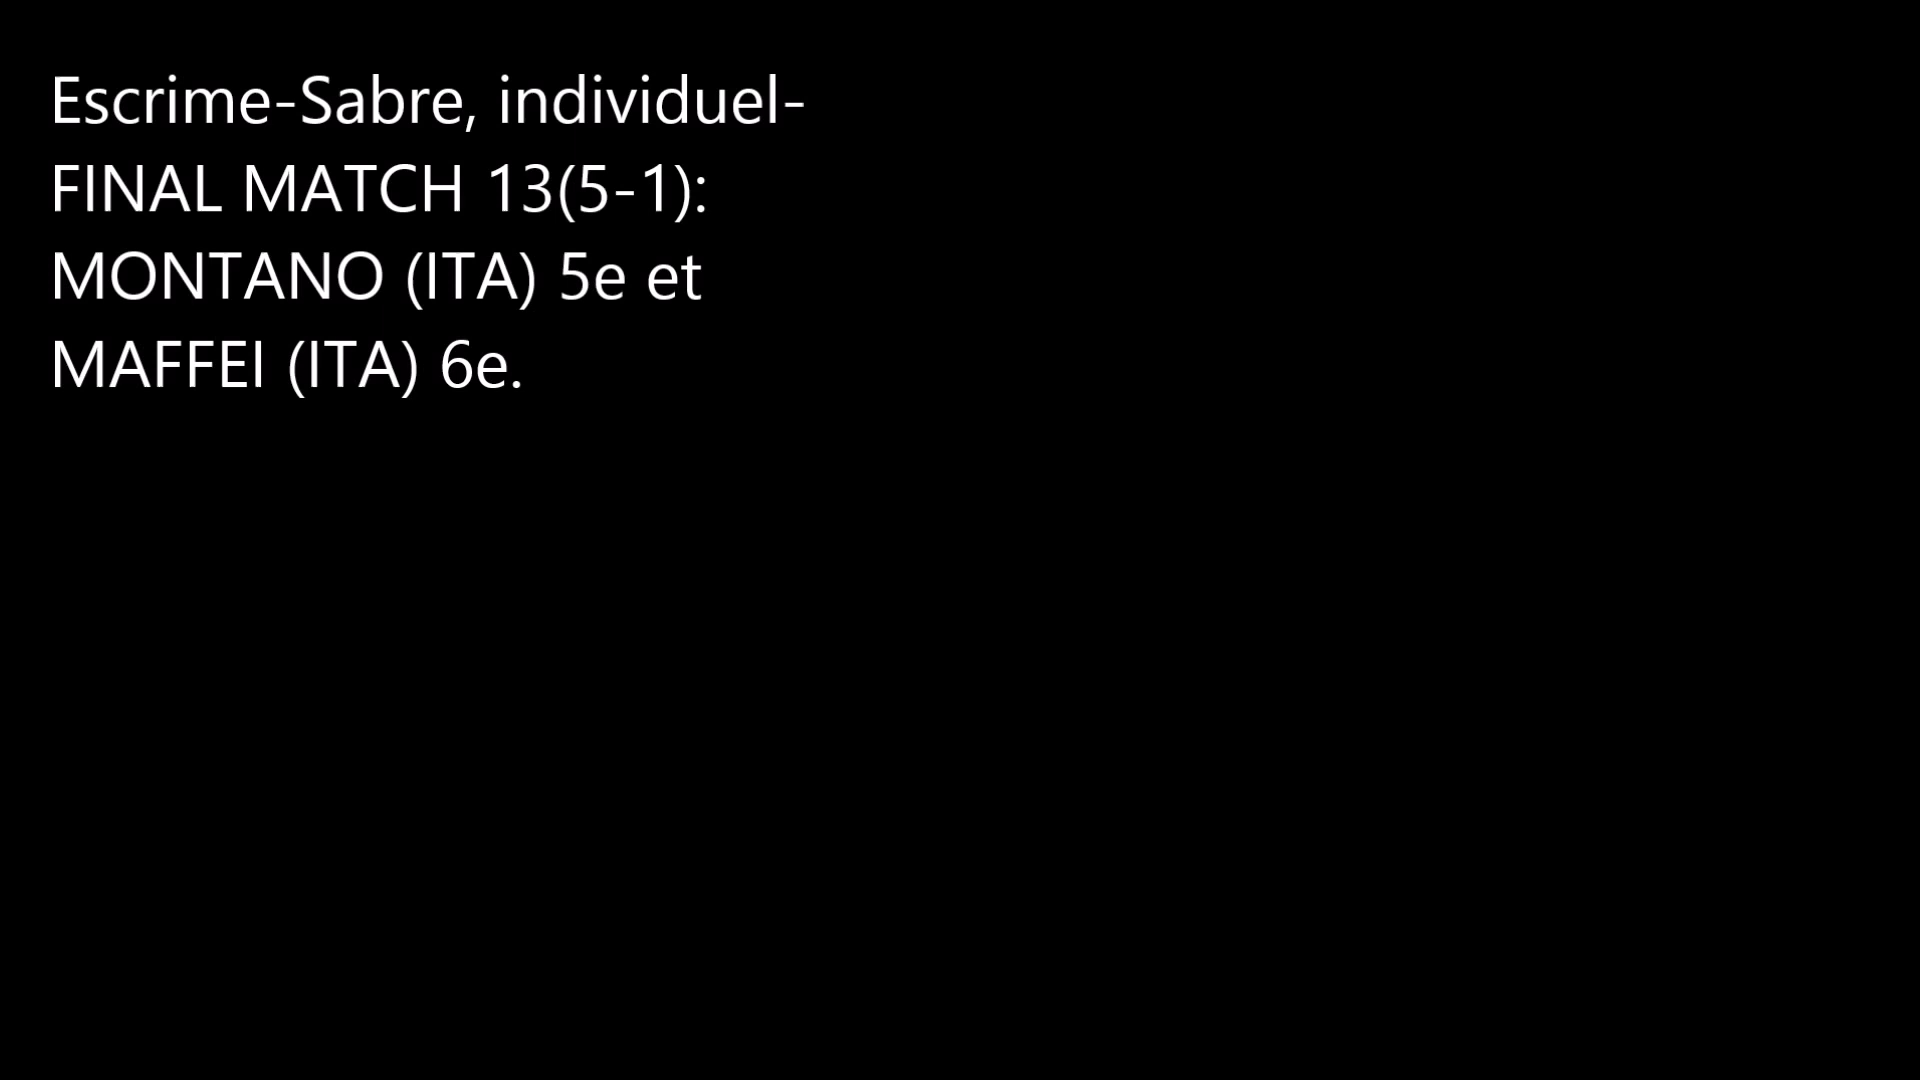 Escrime-Sabre, individuel-
FINAL MATCH 13(5-1):
MONTANO (ITA) 5e et
MAFFEI (ITA) 6e.